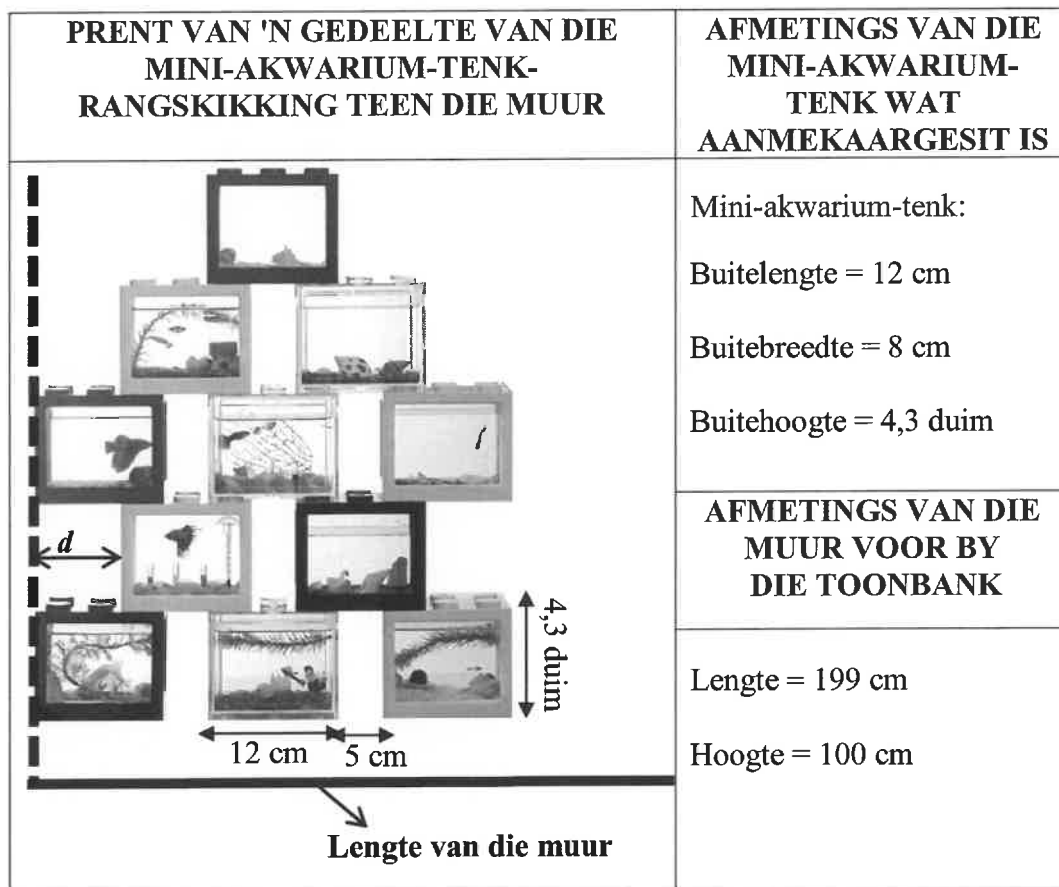 PRENT VAN 'N GEDEELTE VAN DIE
MINI-AKWARIUM-TENK-
RANGSKIKKING TEEN DIE MUUR
AFMETINGS VAN DIE
MINI-AKWARIUM-
TENK WAT
AANMEKAARGESIT IS
d
4,3 duim
12 cm
5 cm
Lengte van die muur
Mini-akwarium-tenk:
Buitelengte = 12 cm
Buitebreedte = 8 cm
Buitehoogte = 4,3 duim
AFMETINGS VAN DIE
MUUR VOOR BY
DIE TOONBANK
Lengte = 199 cm
Hoogte = 100 cm